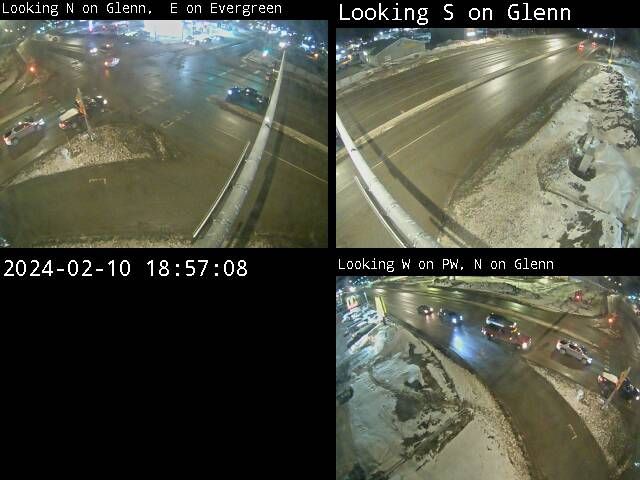 Looking N on Glenn, E on Evergreen
Looking S on Glenn
2024-02-10 18:57:08
Looking W on PW, N on Glenn